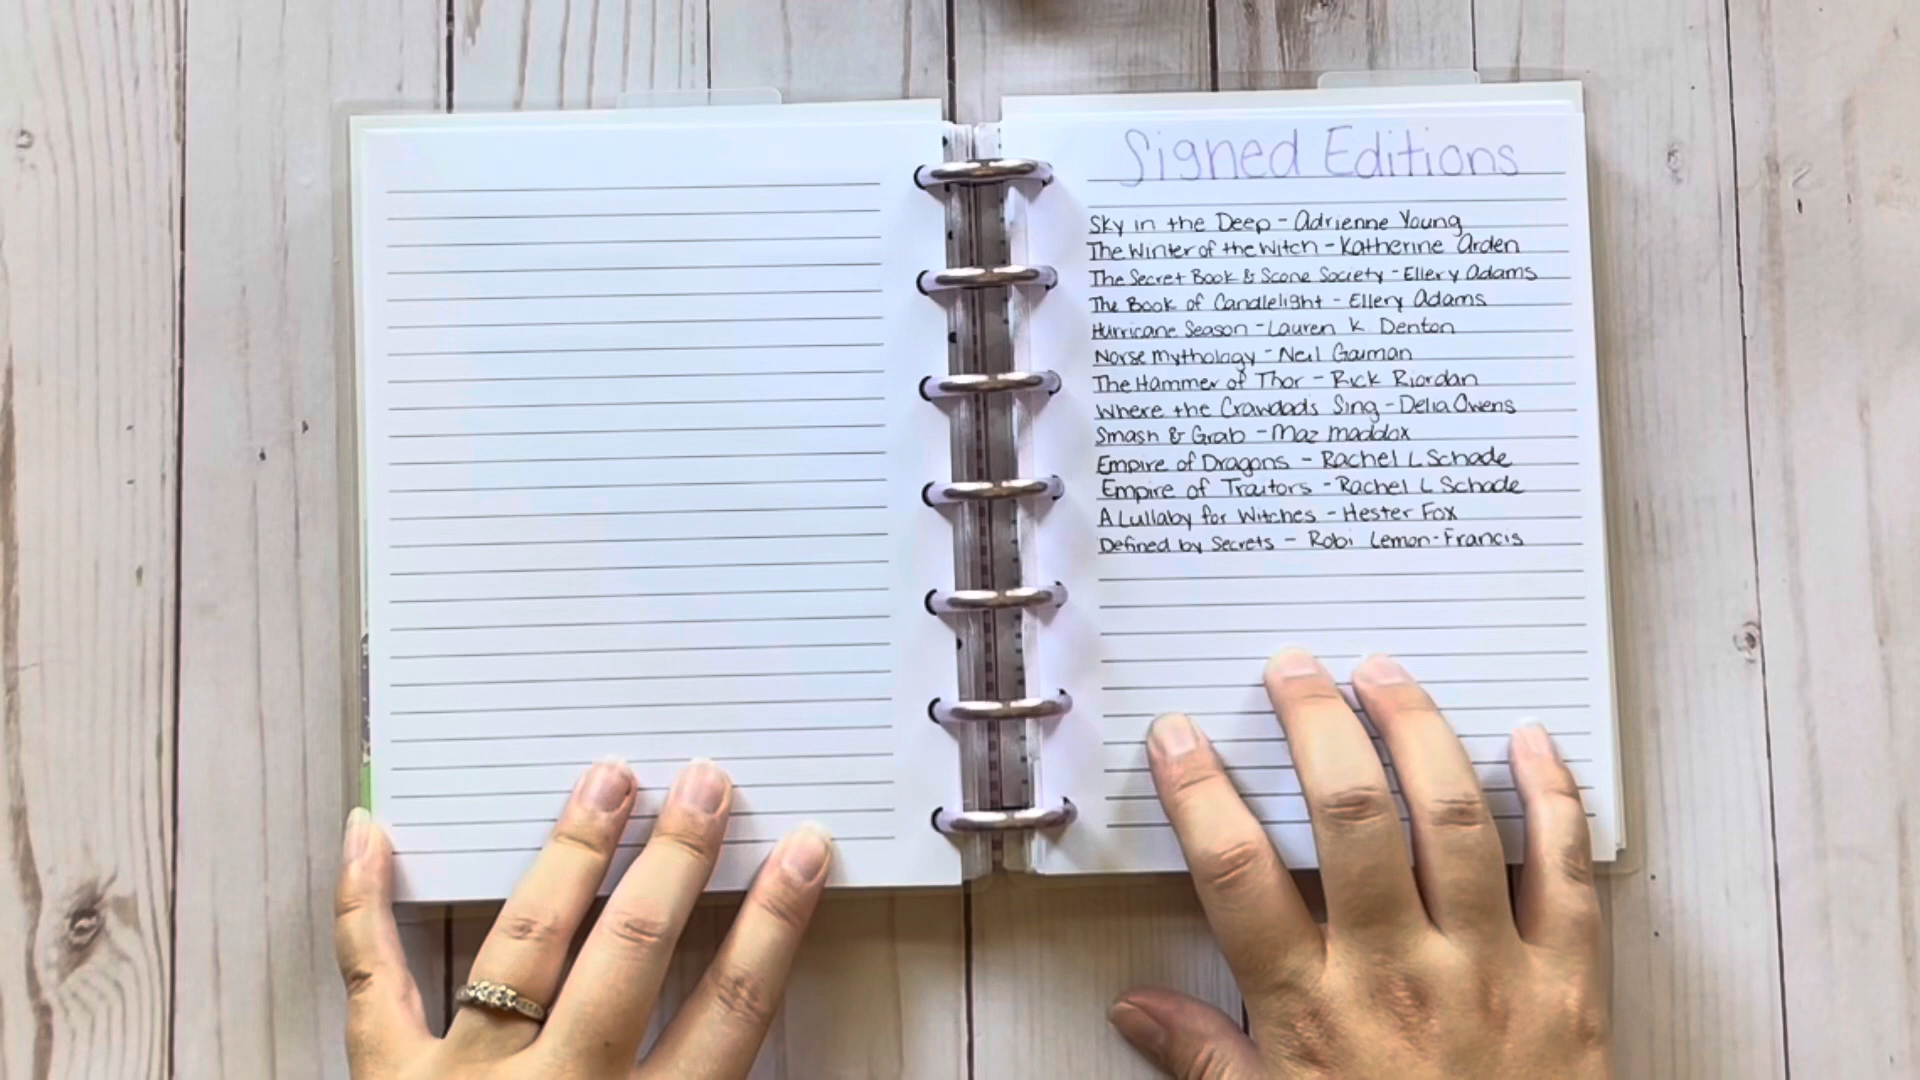 Signed Editions
Sky in the Deep - Adrienne Young
The Winter of the Witch - Katherine Arden
The Secret Book & Scone Society - Ellery Adams
The Book of Candlelight - Ellery Adams
Hurricane Season - Lauren K Denton
Norse Mythology - Neil Gaiman
The Hammer of Thor - Rick Riordan
Where the Crawdads Sing - Delia Owens
Smash & Grab - Maz Maddox
Empire of Dragons - Rachel L Schade
Empire of Traitors - Rachel L Schade
A Lullaby for Witches - Hester Fox
Defined by Secrets - Robi Lemon-Francis